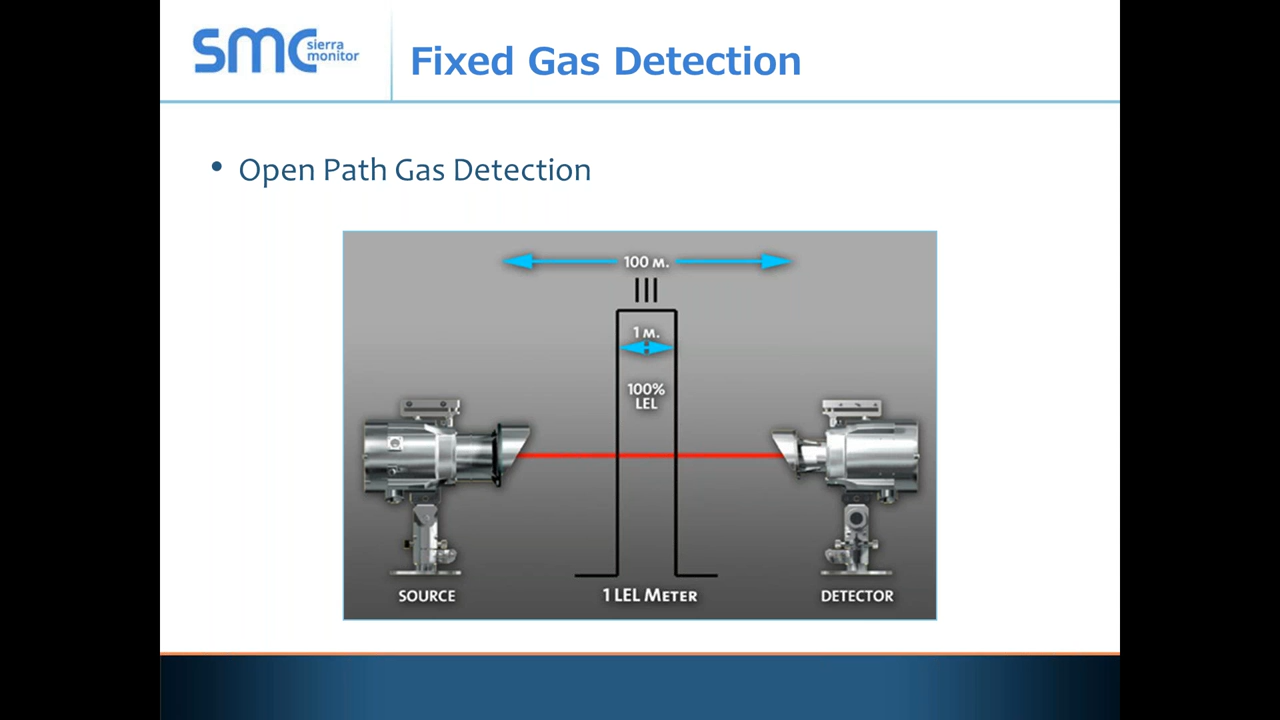 SMC sierra
monitor
Fixed Gas Detection
• Open Path Gas Detection
100 M.
1 M.
100%
LEL
SOURCE
1 LEL METER
DETECTOR